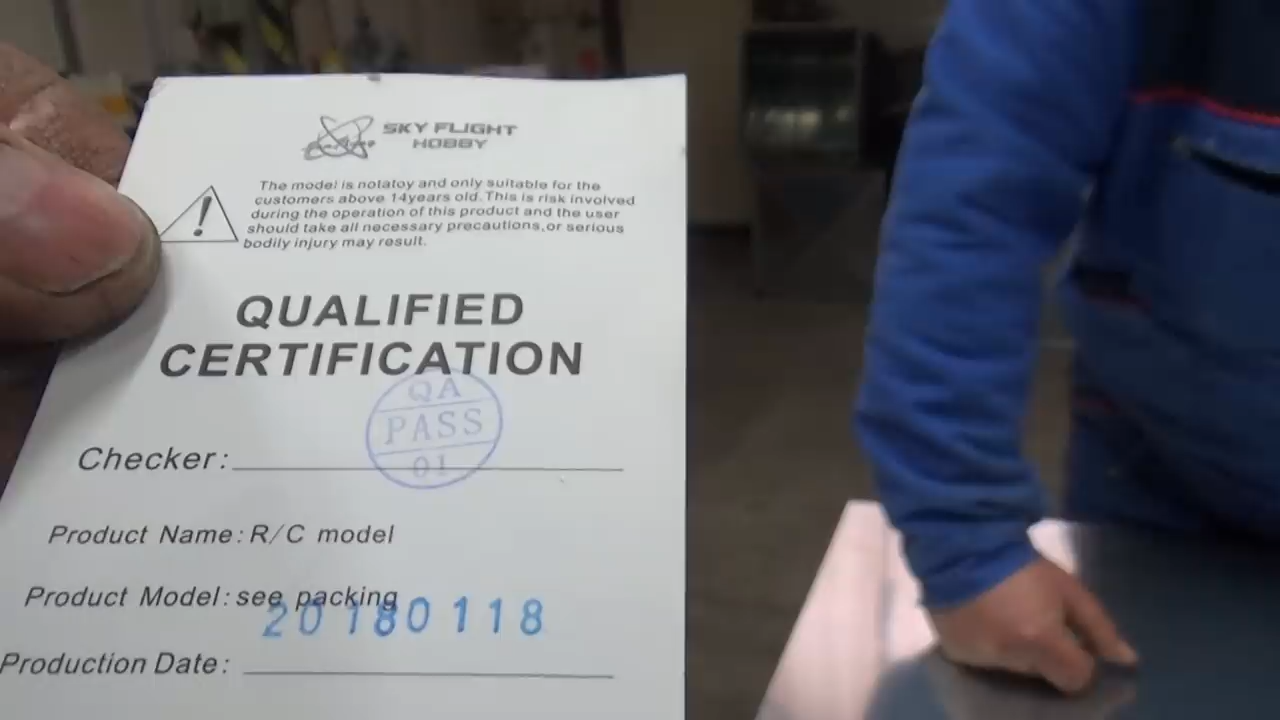 SKY FLIGHT
HOBBY
The model is notatoy and only suitable for the
customers above 14years old. This is risk involved
during the operation of this product and the user
should take all necessary precautions,or serious
bodily injury may result.
QUALIFIED
CERTIFICATION
QA
PASS
01
Checker:
Product Name: R/C model
Product Model: see packing
20180118
Production Date: